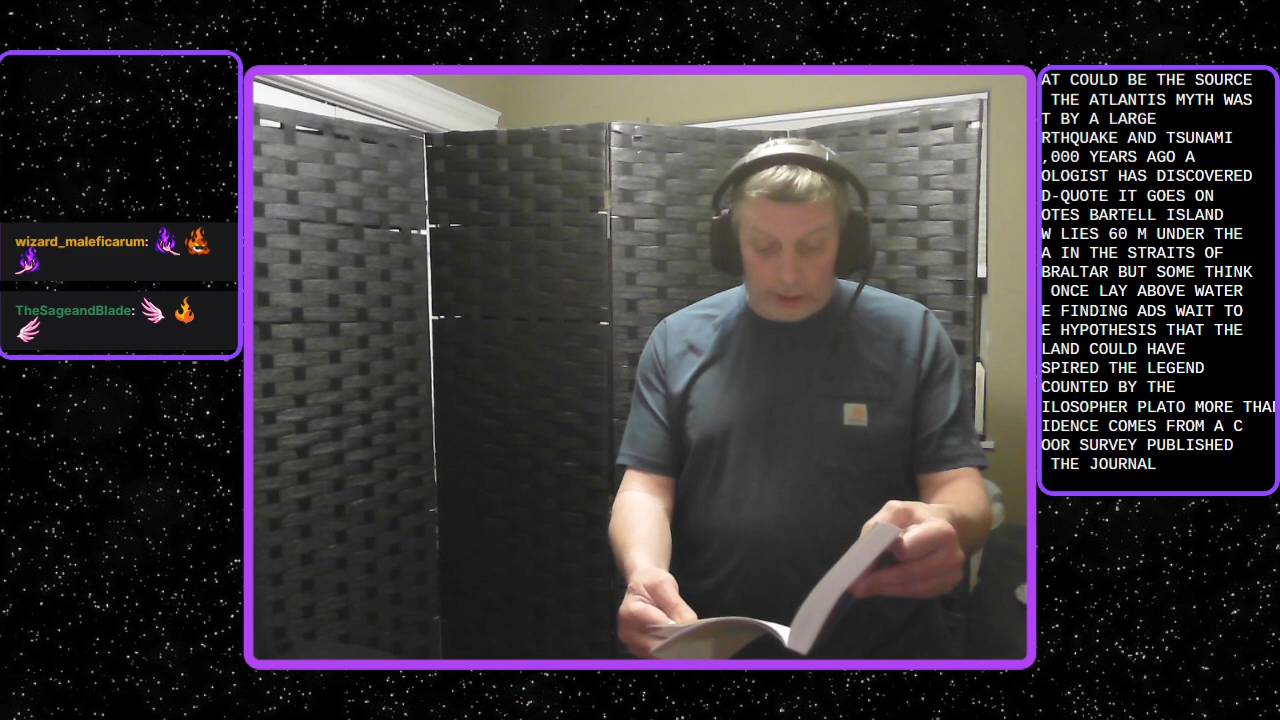 wizard_maleficarum:
TheSageandBlade:
AT COULD BE THE SOURCE
THE ATLANTIS MYTH WAS
T BY A LARGE
RTHQUAKE AND TSUNAMI
,000 YEARS AGO A
OLOGIST HAS DISCOVERED
D-QUOTE IT GOES ON
OTES BARTELL ISLAND
W LIES 60 M UNDER THE
A IN THE STRAITS OF
BRALTAR BUT SOME THINK
ONCE LAY ABOVE WATER
E FINDING ADS WAIT TO
E HYPOTHESIS THAT THE
LAND COULD HAVE
SPIRED THE LEGEND
COUNTED BY THE
ILOSOPHER PLATO MORE THAN
IDENCE COMES FROM A C
OOR SURVEY PUBLISHED
THE JOURNAL